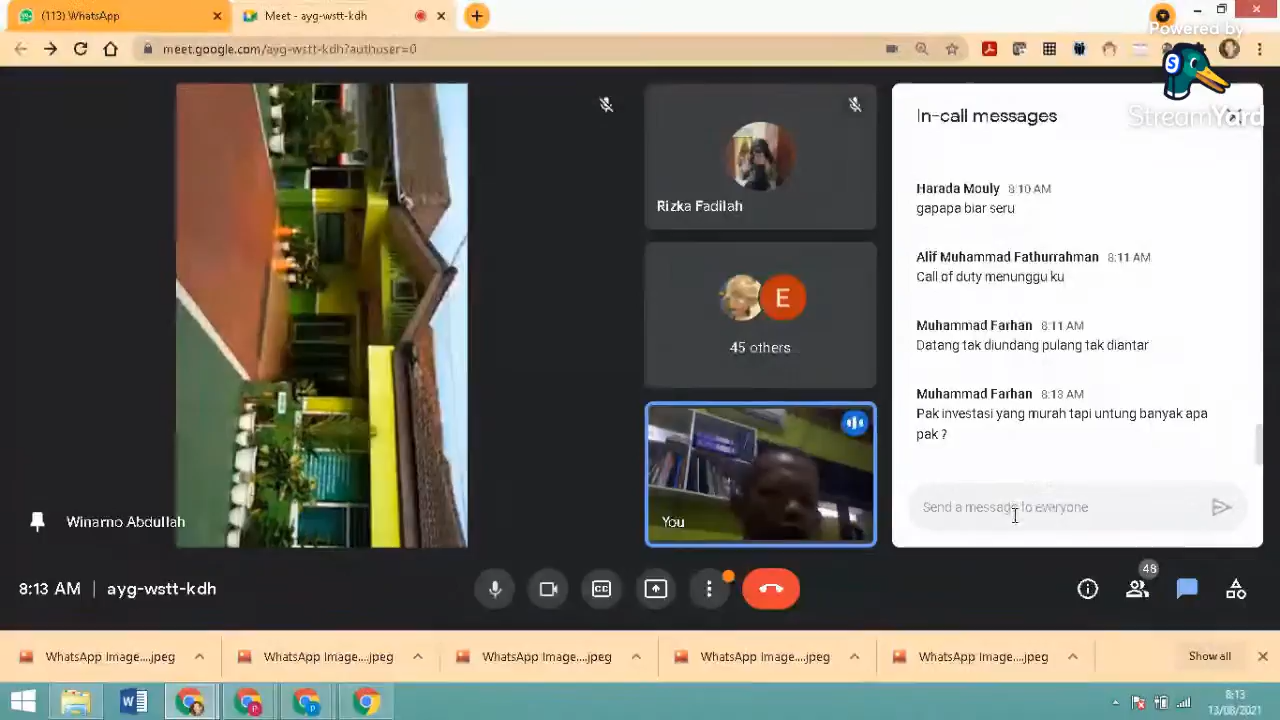 (113) WhatsApp
Meet - ayg-wstt-kdh
meet.google.com/ayg-wstt-kdh?authuser=0
Powered by
StreamYard
In-call messages
Harada Mouly 8:10 AM
gapapa biar seru
Alif Muhammad Fathurrahman 8:11 AM
Call of duty menunggu ku
Muhammad Farhan 8:11 AM
Datang tak diundang pulang tak diantar
Muhammad Farhan 8:13 AM
Pak investasi yang murah tapi untung banyak apa
pak ?
Send a message to everyone
Rizka Fadilah
E
45 others
You
Winarno Abdullah
8:13 AM | ayg-wstt-kdh
CC
48
WhatsApp Image....jpeg
WhatsApp Image....jpeg
WhatsApp Image....jpeg
WhatsApp Image....jpeg
WhatsApp Image....jpeg
Show all
8:13
13/08/2021